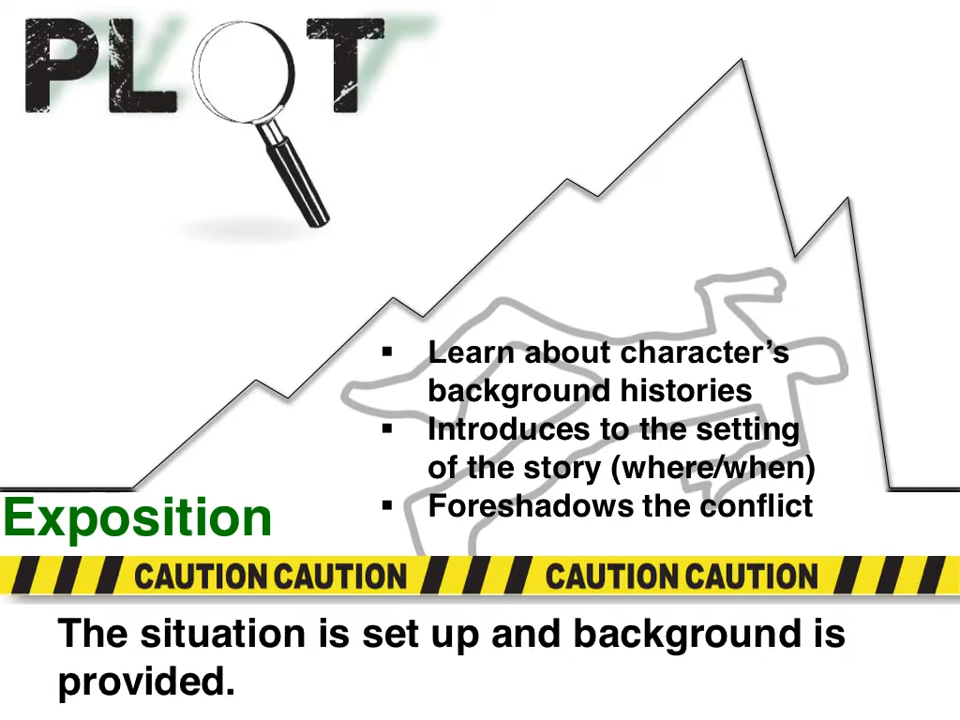 PLOT
▪ Learn about character's
background histories
▪ Introduces to the setting
of the story (where/when)
▪ Foreshadows the conflict
Exposition
CAUTION CAUTION CAUTION CAUTION
The situation is set up and background is
provided.